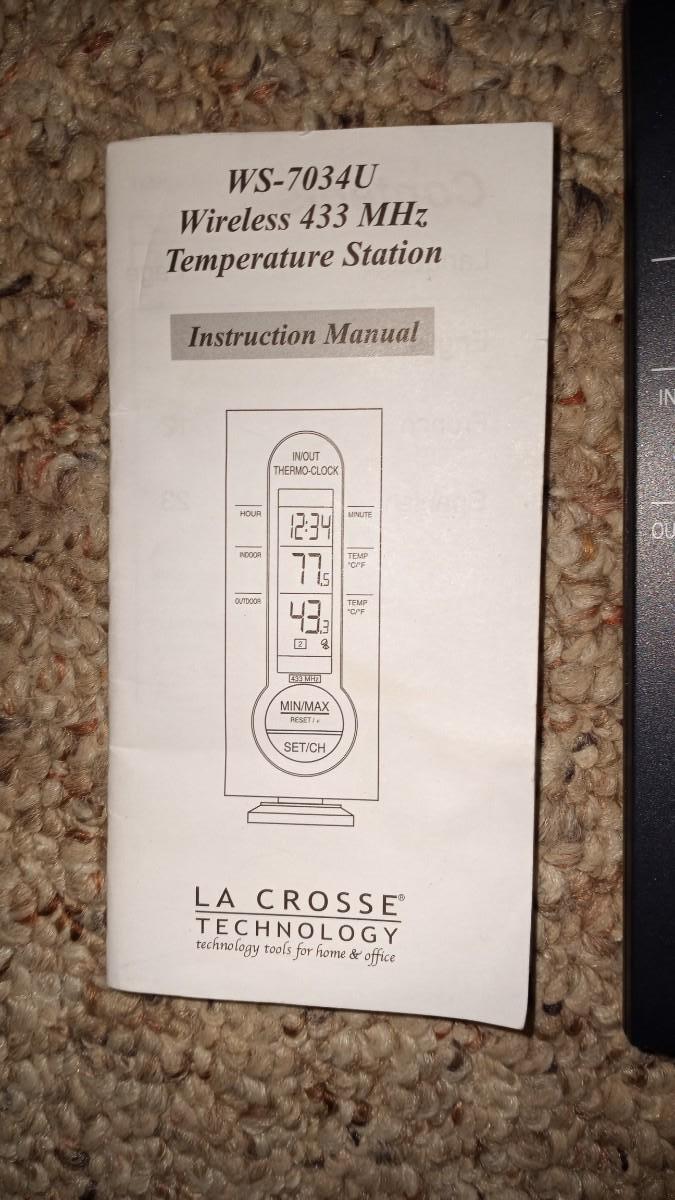 WS-7034U
Wireless 433 MHz
Temperature Station
Instruction Manual
IN/OUT
THERMO-CLOCK
HOUR
12:34
MINUTE
INDOOR
77.5
TEMP
°C/°F
OUTDOOR
43.3
TEMP
°C/°F
2
433 MHz
MIN/MAX
RESET / +
SET/CH
LA CROSSE®
TECHNOLOGY
technology tools for home & office
IN
OU